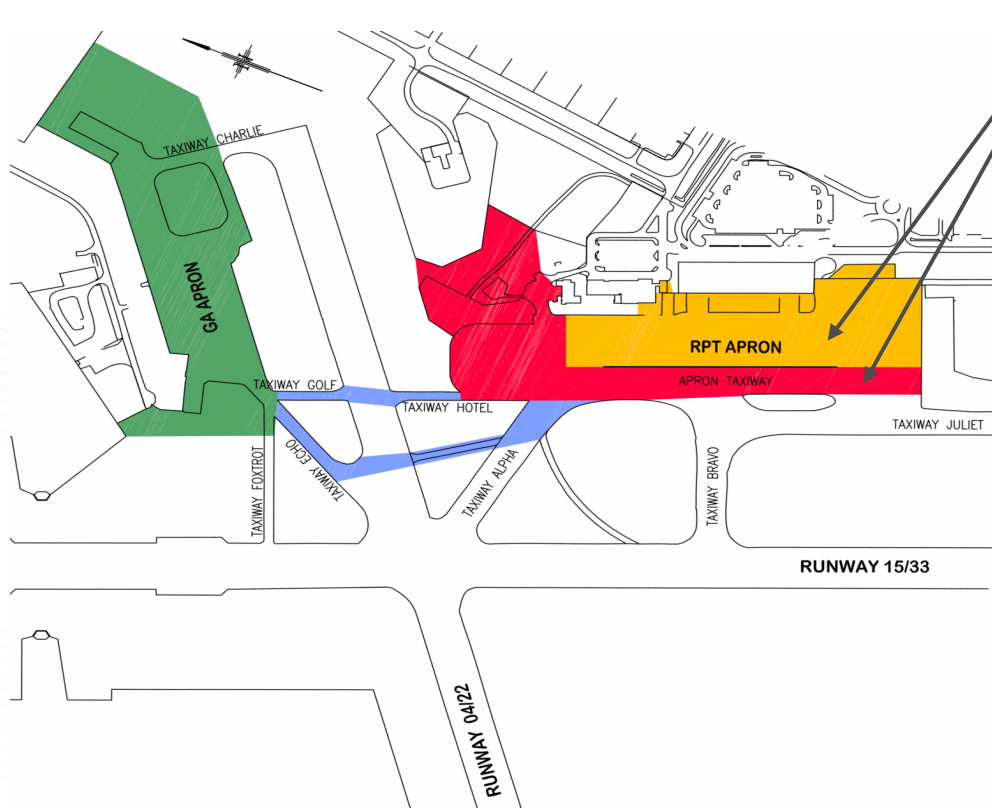 TAXIWAY CHARLIE
GA APRON
RPT APRON
APRON TAXIWAY
TAXIWAY GOLF
TAXIWAY HOTEL
TAXIWAY JULIET
TAXIWAY ECHO
TAXIWAY FOXTROT
TAXIWAY ALPHA
TAXIWAY BRAVO
RUNWAY 15/33
RUNWAY 04/22